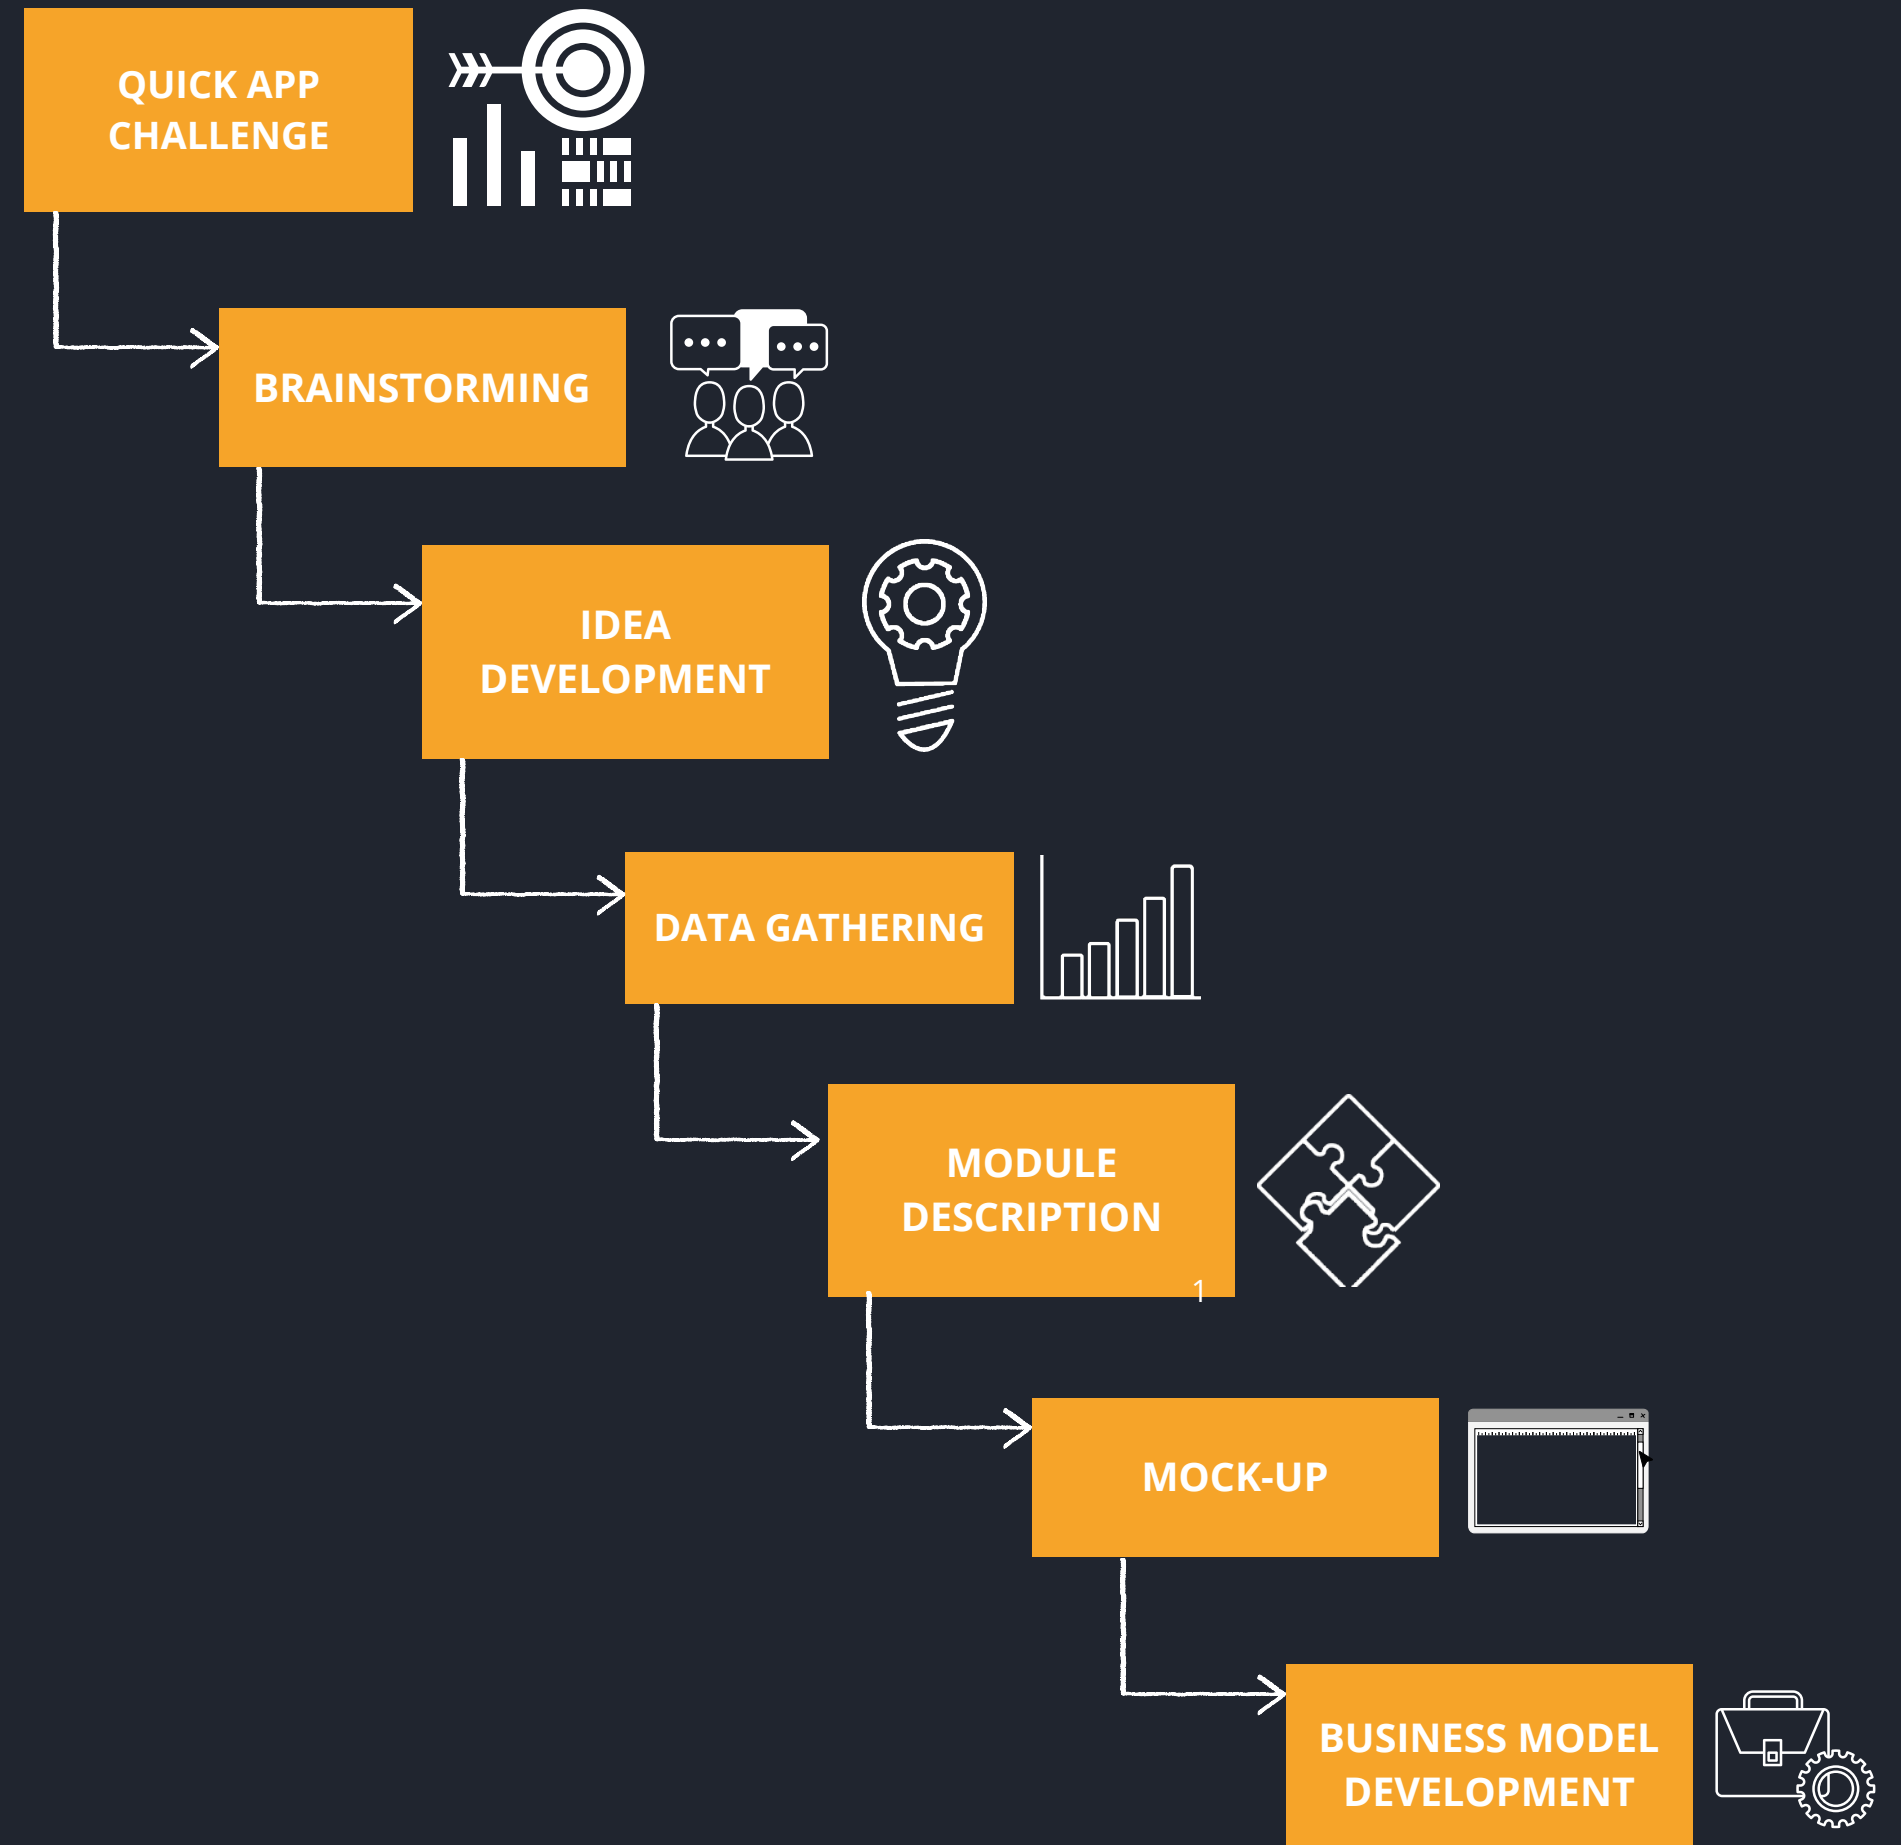 QUICK APP
CHALLENGE
BRAINSTORMING
IDEA
DEVELOPMENT
DATA GATHERING
MODULE
DESCRIPTION
1
MOCK-UP
BUSINESS MODEL
DEVELOPMENT